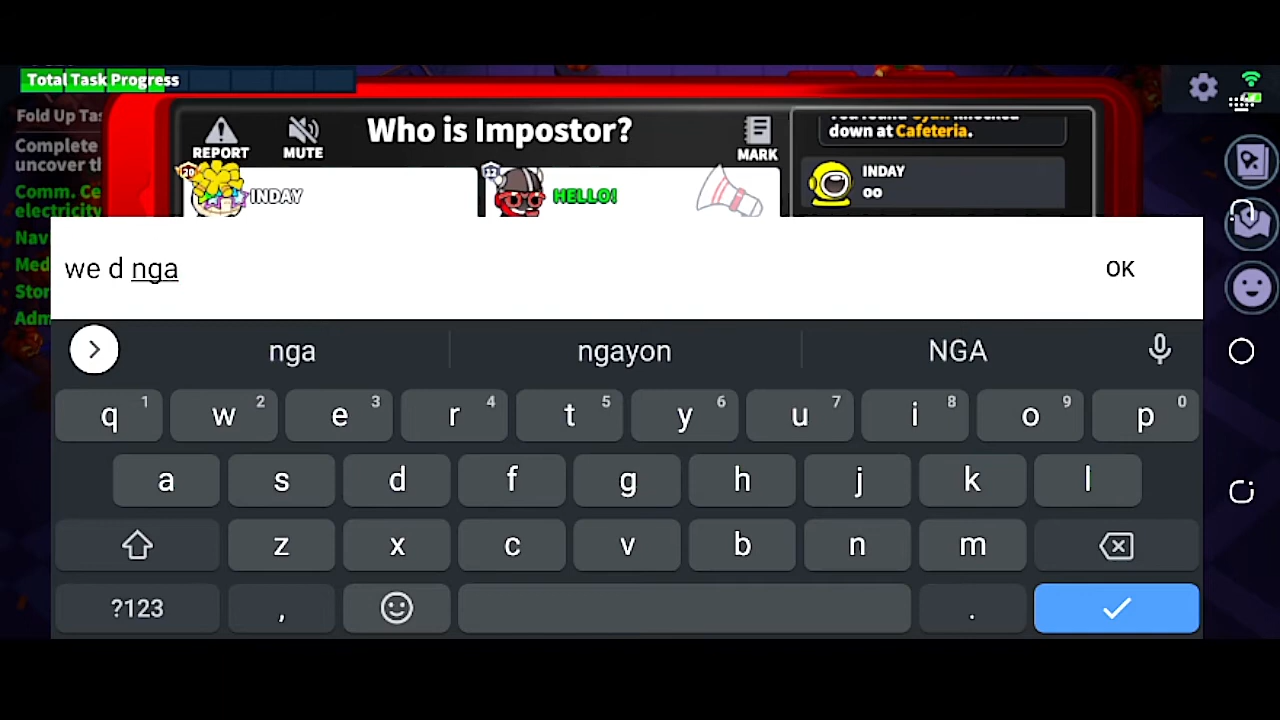 Total Task Progress
Fold Up Tas
Complete
uncover th
Comm. Ce
electricity
Nav
Med
Stor
Adm
REPORT
MUTE
Who is Impostor?
MARK
down at Cafeteria.
20
INDAY
12
HELLO!
INDAY
oo
we d nga
OK
nga
ngayon
NGA
q 1 w 2 e 3 r 4 t 5 y 6 u 7 i 8 o 9 p 0
a s d f g h j k l
z x c v b n m
?123 , .